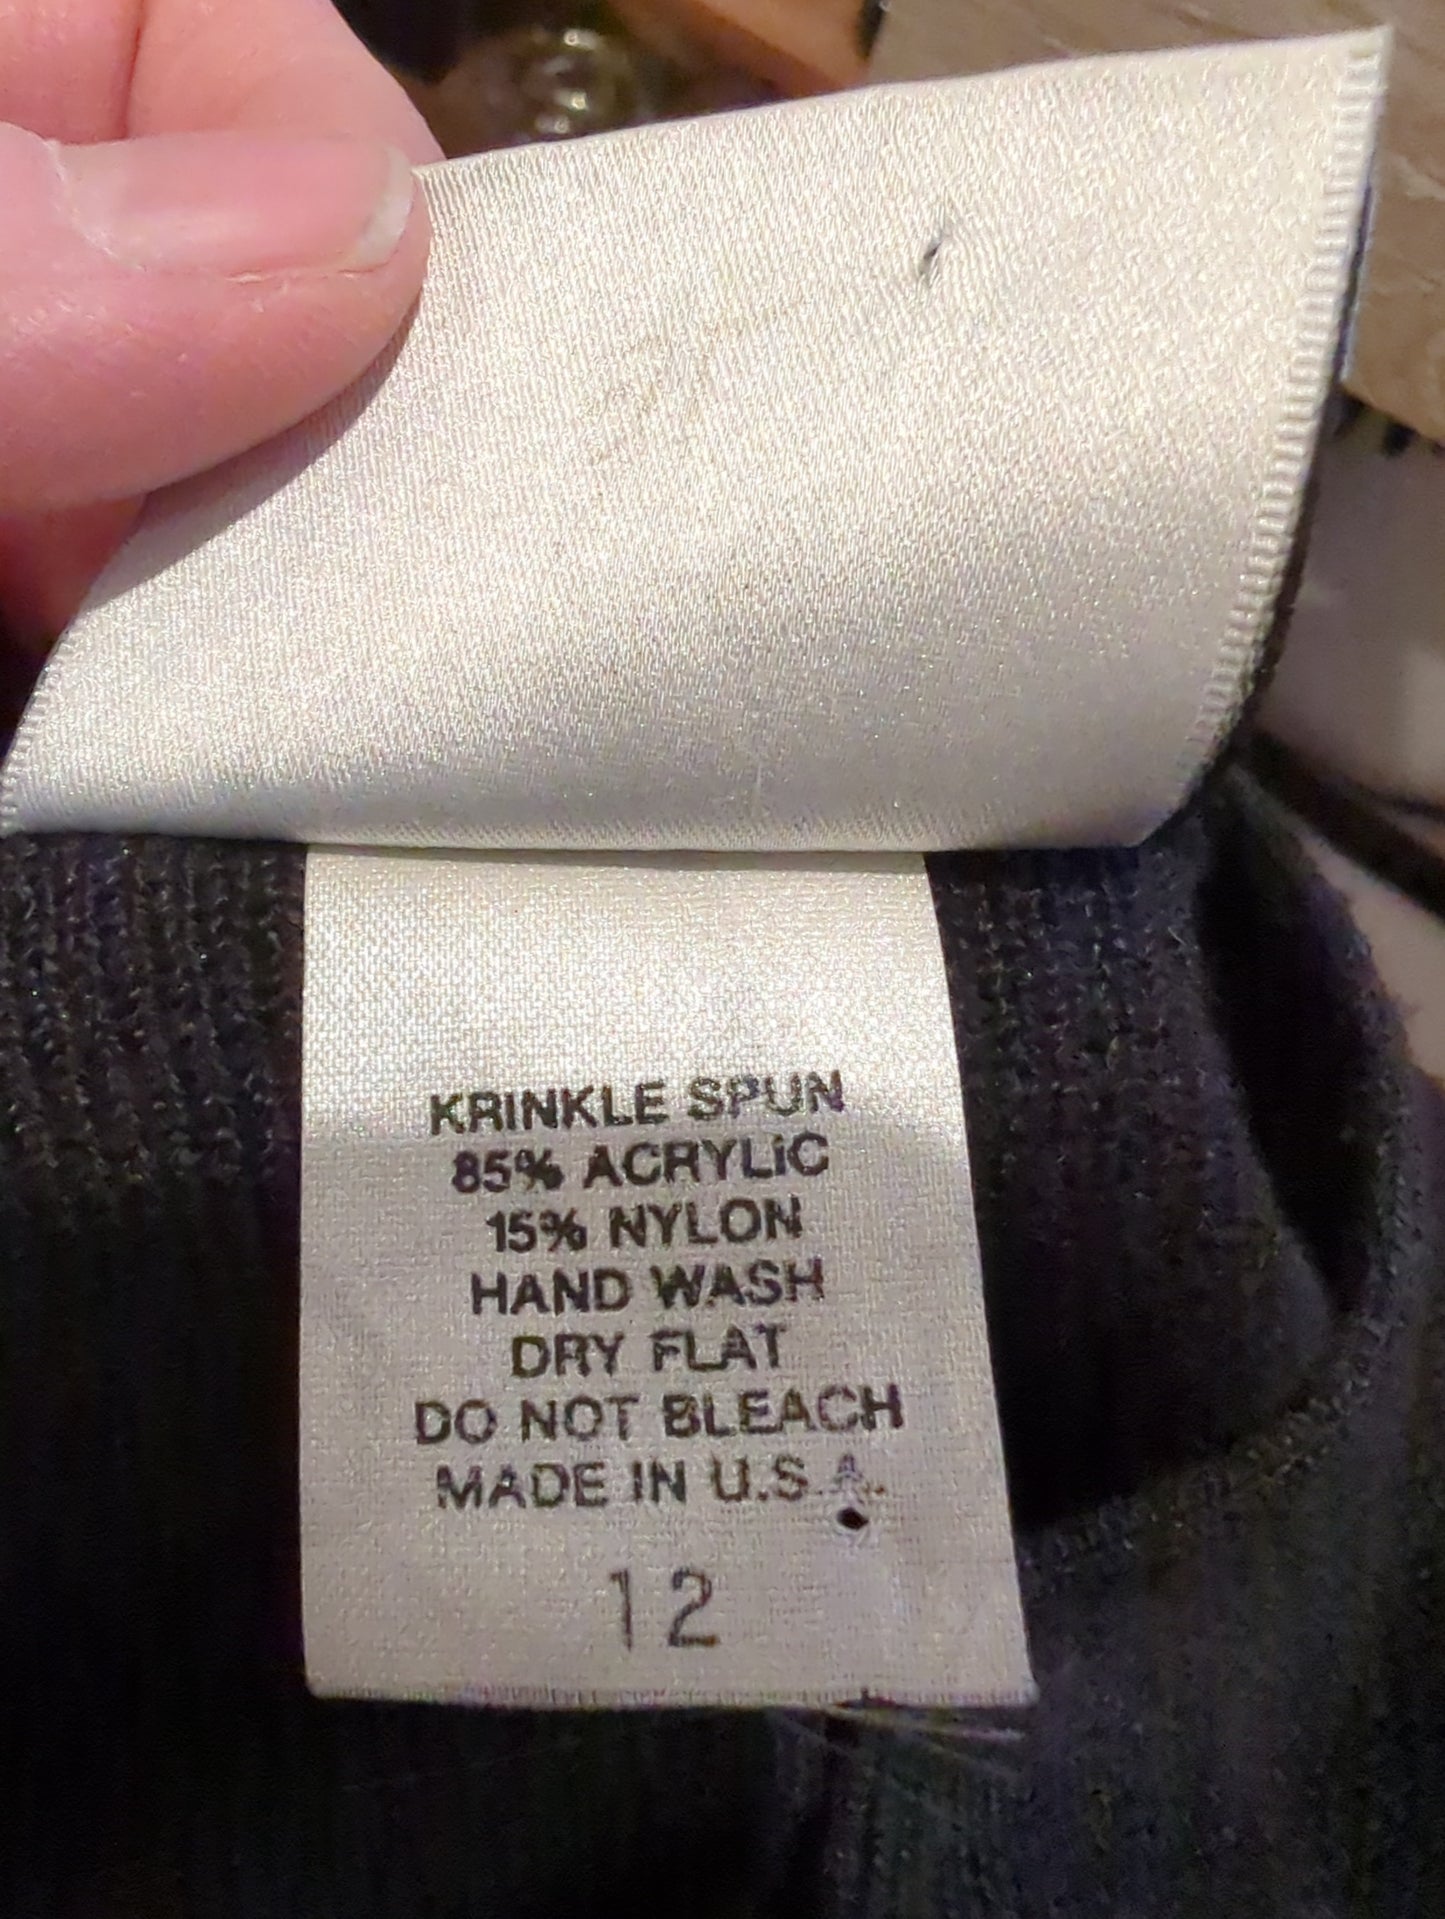 KRINKLE SPUN
85% ACRYLIC
15% NYLON
HAND WASH
DRY FLAT
DO NOT BLEACH
MADE IN U.S.A.
12